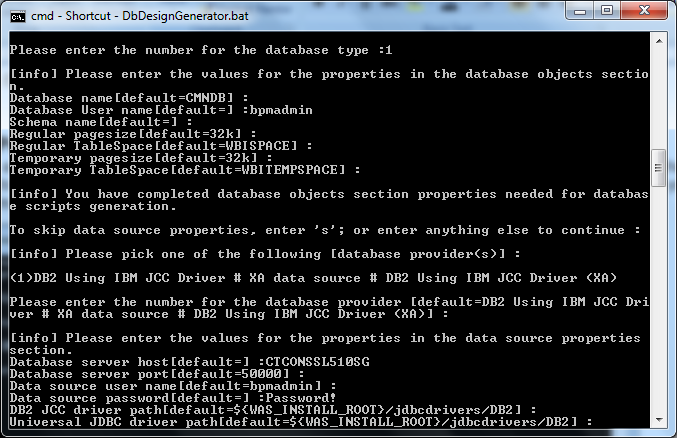 cmd - Shortcut - DbDesignGenerator.bat
Please enter the number for the database type :1
[info] Please enter the values for the properties in the database objects sectio
n.
Database name[default=CMNDB] :
Database User name[default=] :bpmadmin
Schema name[default=] :
Regular pagesize[default=32k] :
Regular TableSpace[default=WBISPACE] :
Temporary pagesize[default=32k] :
Temporary TableSpace[default=WBITEMPSPACE] :
[info] You have completed database objects section properties needed for databas
e scripts generation.
To skip data source properties, enter 's'; or enter anything else to continue :
[info] Please pick one of the following [database provider(s)] :
(1)DB2 Using IBM JCC Driver # XA data source # DB2 Using IBM JCC Driver (XA)
Please enter the number for the database provider [default=DB2 Using IBM JCC Dri
ver # XA data source # DB2 Using IBM JCC Driver (XA)] :
[info] Please enter the values for the properties in the data source properties
section.
Database server host[default=] :CTCONSSL510SG
Database server port[default=50000] :
Data source user name[default=bpmadmin] :
Data source password[default=] :Password!
DB2 JCC driver path[default=${WAS_INSTALL_ROOT}/jdbcdrivers/DB2] :
Universal JDBC driver path[default=${WAS_INSTALL_ROOT}/jdbcdrivers/DB2] :